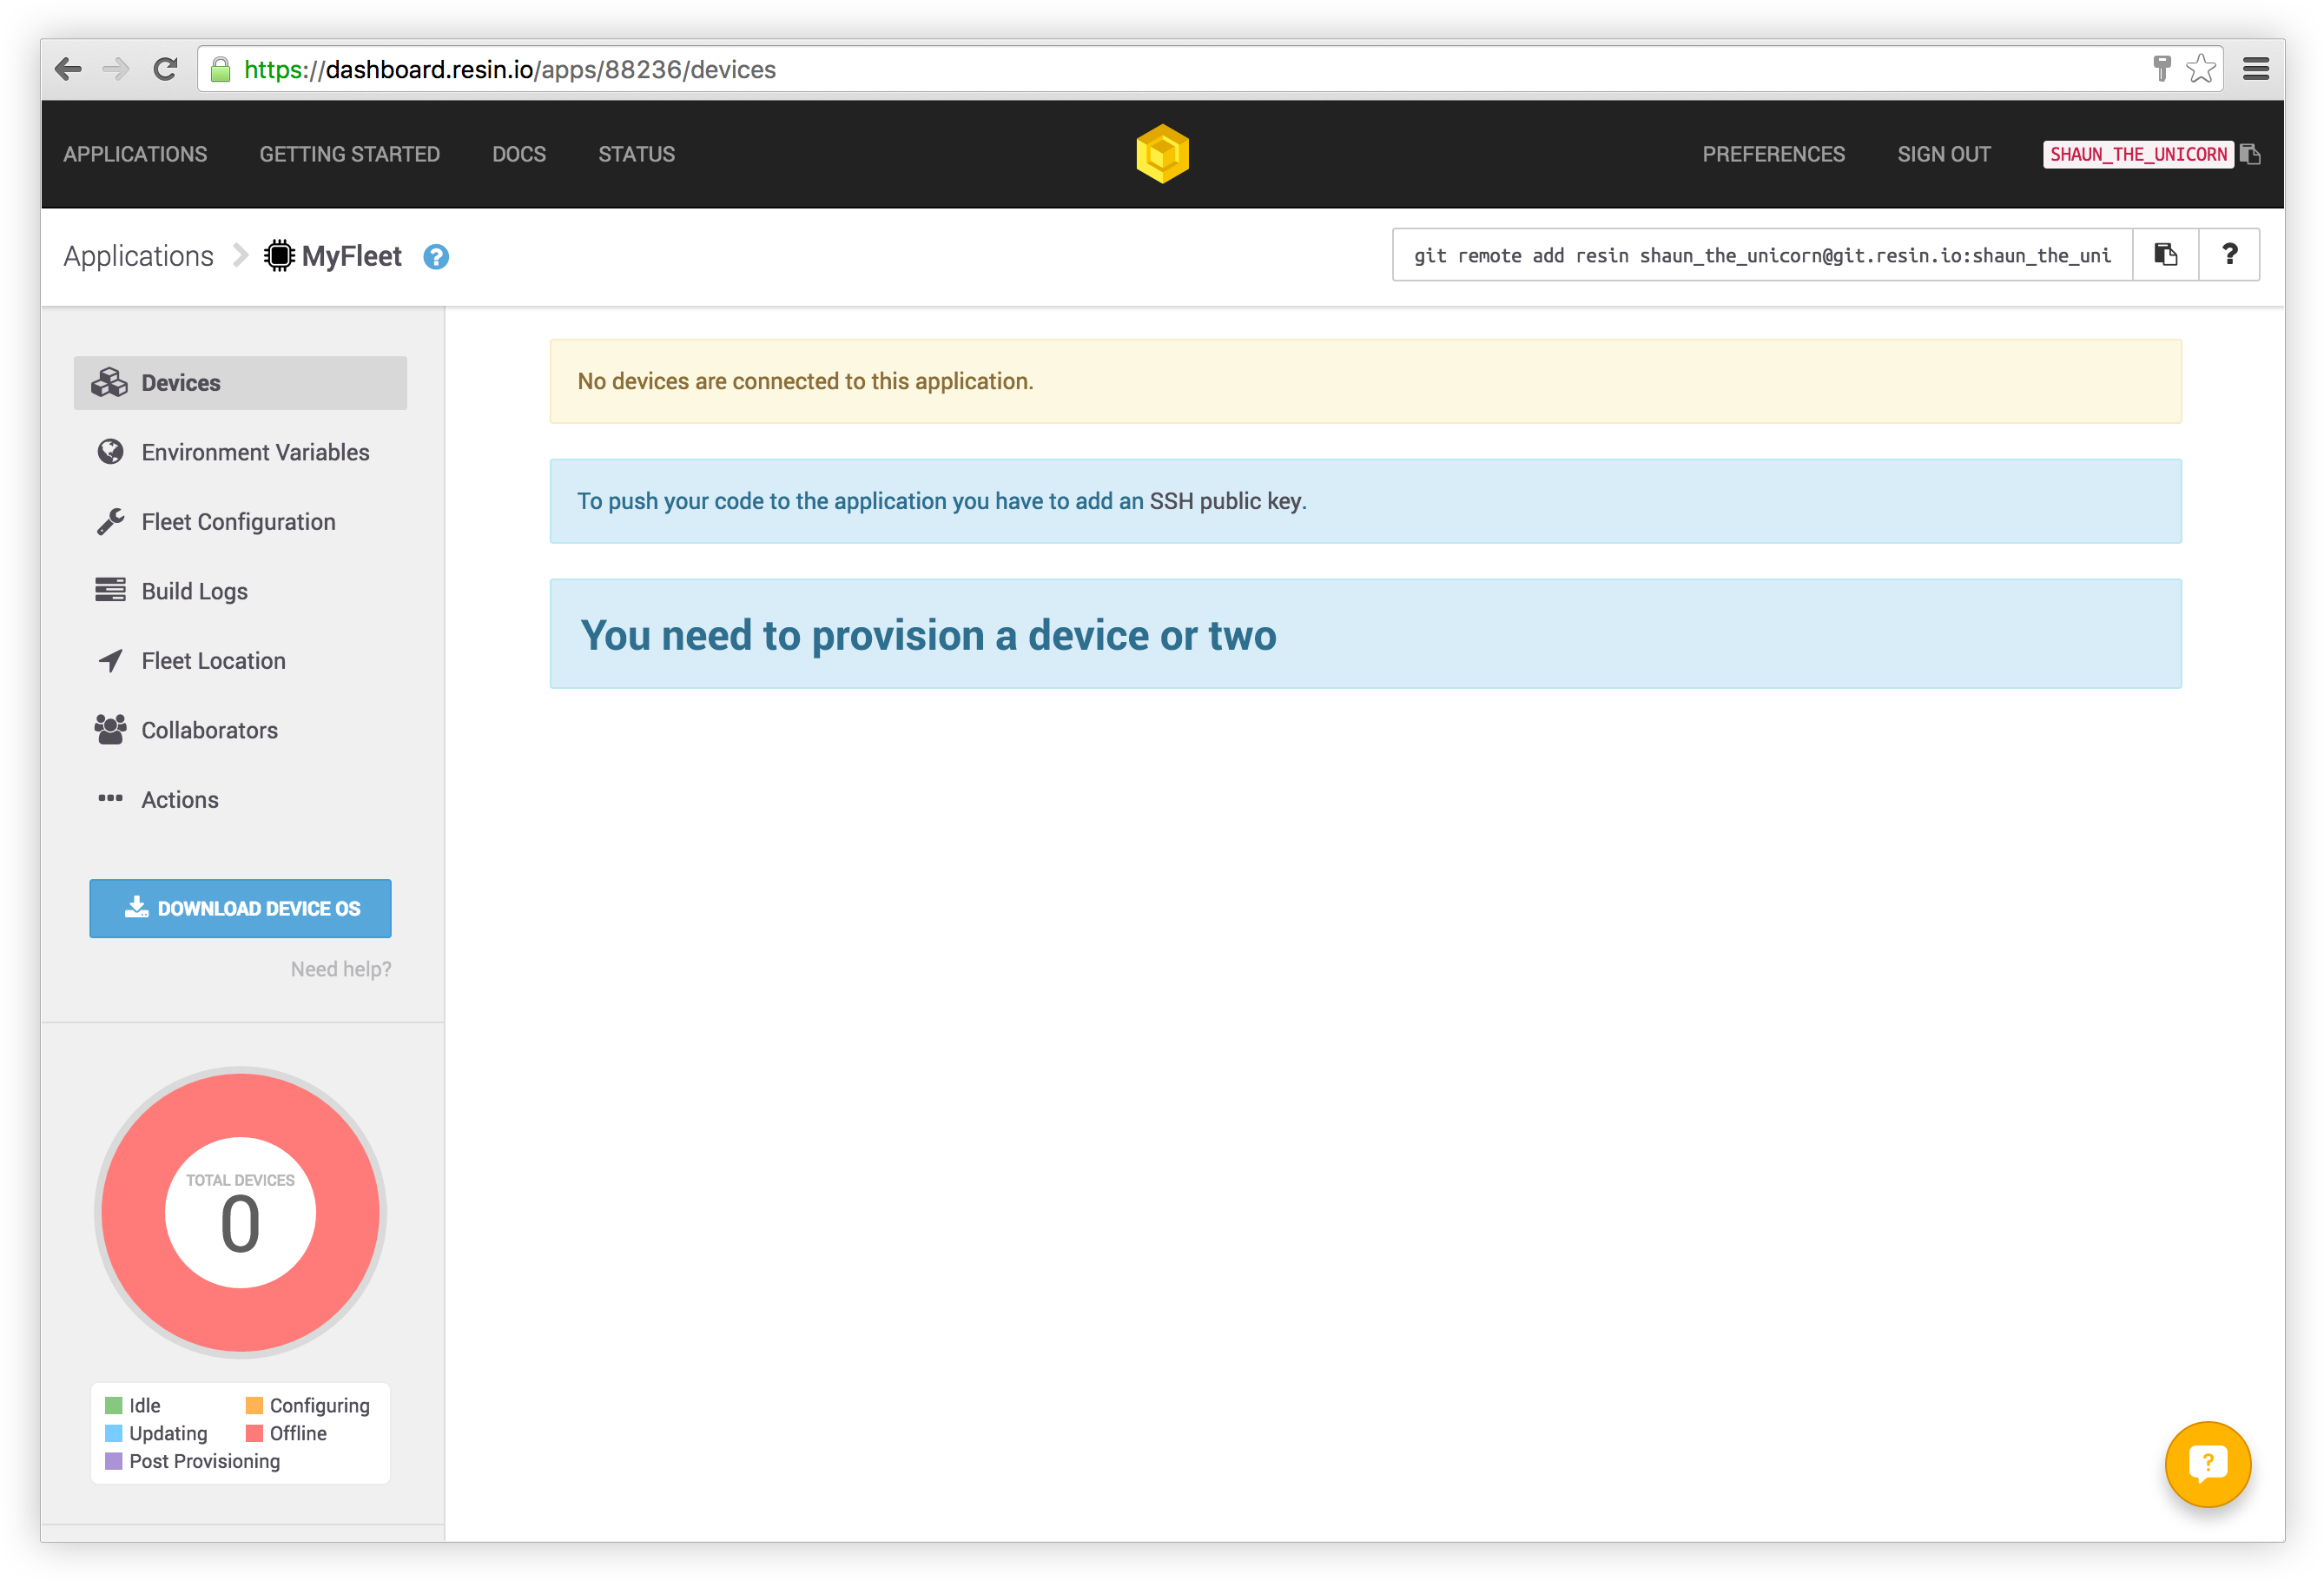 https://dashboard.resin.io/apps/88236/devices
APPLICATIONS GETTING STARTED DOCS STATUS PREFERENCES SIGN OUT SHAUN_THE_UNICORN
Applications MyFleet ? git remote add resin shaun_the_unicorn@git.resin.io:shaun_the_uni ?
Devices
Environment Variables
Fleet Configuration
Build Logs
Fleet Location
Collaborators
Actions
DOWNLOAD DEVICE OS
Need help?
TOTAL DEVICES
0
Idle Configuring
Updating Offline
Post Provisioning
No devices are connected to this application.
To push your code to the application you have to add an SSH public key.
You need to provision a device or two
?